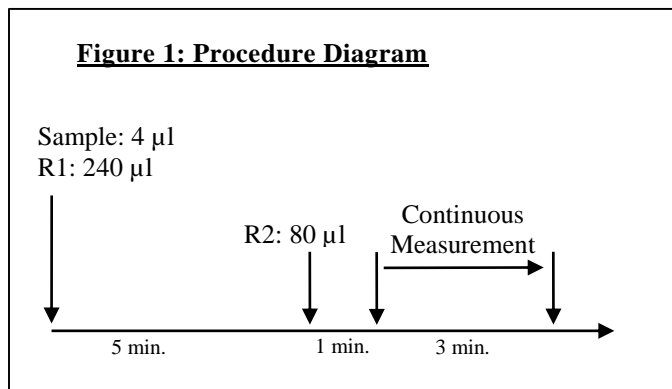 Figure 1: Procedure Diagram
Sample: 4 µl
R1: 240 µl
R2: 80 µl
Continuous
Measurement
5 min.
1 min.
3 min.